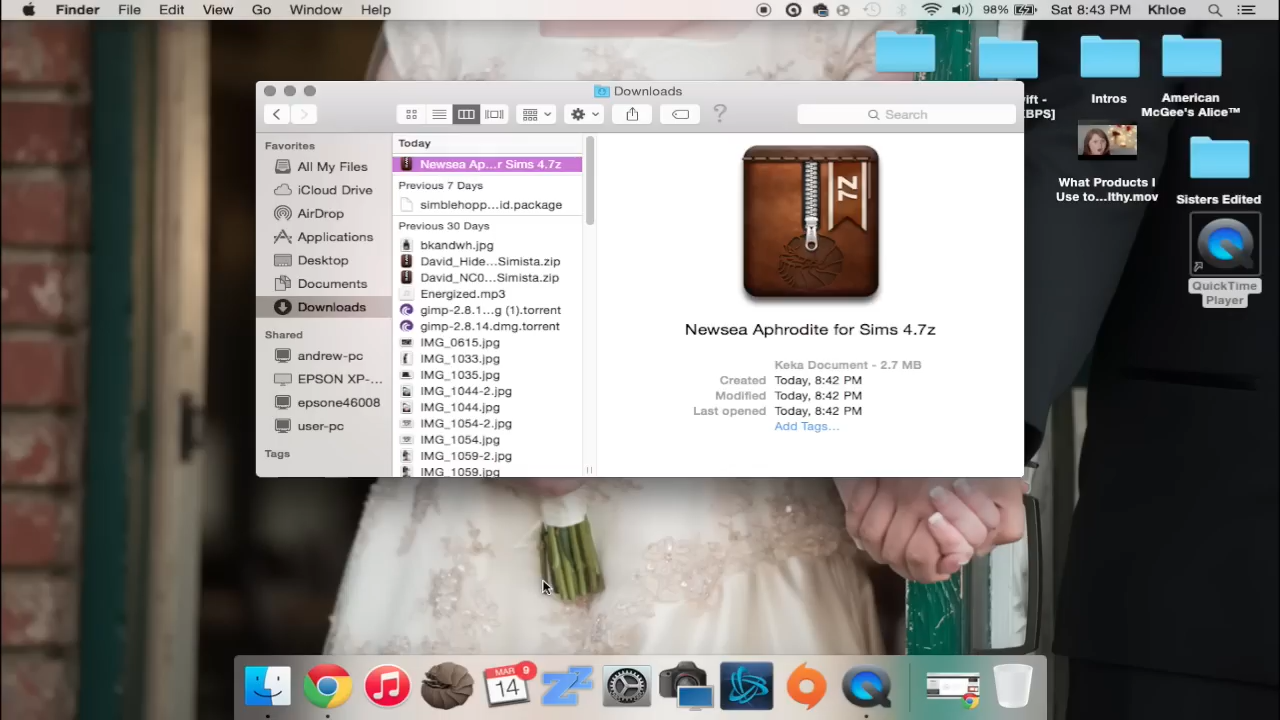 Finder File Edit View Go Window Help
98% Sat 8:43 PM Khloe
Downloads
Search
Favorites
All My Files
iCloud Drive
AirDrop
Applications
Desktop
Documents
Downloads
Shared
andrew-pc
EPSON XP-...
epsone46008
user-pc
Tags
Today
Newsea Ap...r Sims 4.7z
Previous 7 Days
simblehopp...id.package
Previous 30 Days
bkandwh.jpg
David_Hide...Simista.zip
David_NC0...Simista.zip
Energized.mp3
gimp-2.8.1...g (1).torrent
gimp-2.8.14.dmg.torrent
IMG_0615.jpg
IMG_1033.jpg
IMG_1035.jpg
IMG_1044-2.jpg
IMG_1044.jpg
IMG_1054-2.jpg
IMG_1054.jpg
IMG_1059-2.jpg
IMG_1059.jpg
7Z
Newsea Aphrodite for Sims 4.7z
Keka Document - 2.7 MB
Created Today, 8:42 PM
Modified Today, 8:42 PM
Last opened Today, 8:42 PM
Add Tags...
ift -
KBPS]
Intros
American
McGee's Alice™
What Products I
Use to...lthy.mov
Sisters Edited
QuickTime
Player
MAR 9
14